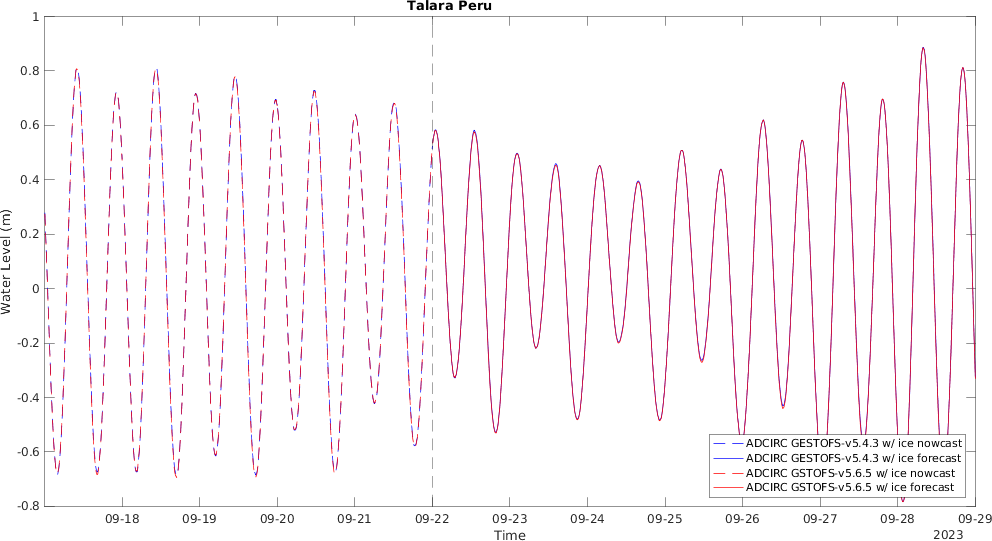 Talara Peru
1
0.8
0.6
0.4
0.2
0
-0.2
-0.4
-0.6
-0.8
Water Level (m)
ADCIRC GESTOFS-v5.4.3 w/ ice nowcast
ADCIRC GESTOFS-v5.4.3 w/ ice forecast
ADCIRC GSTOFS-v5.6.5 w/ ice nowcast
ADCIRC GSTOFS-v5.6.5 w/ ice forecast
09-18 09-19 09-20 09-21 09-22 09-23 09-24 09-25 09-26 09-27 09-28 09-29
Time
2023